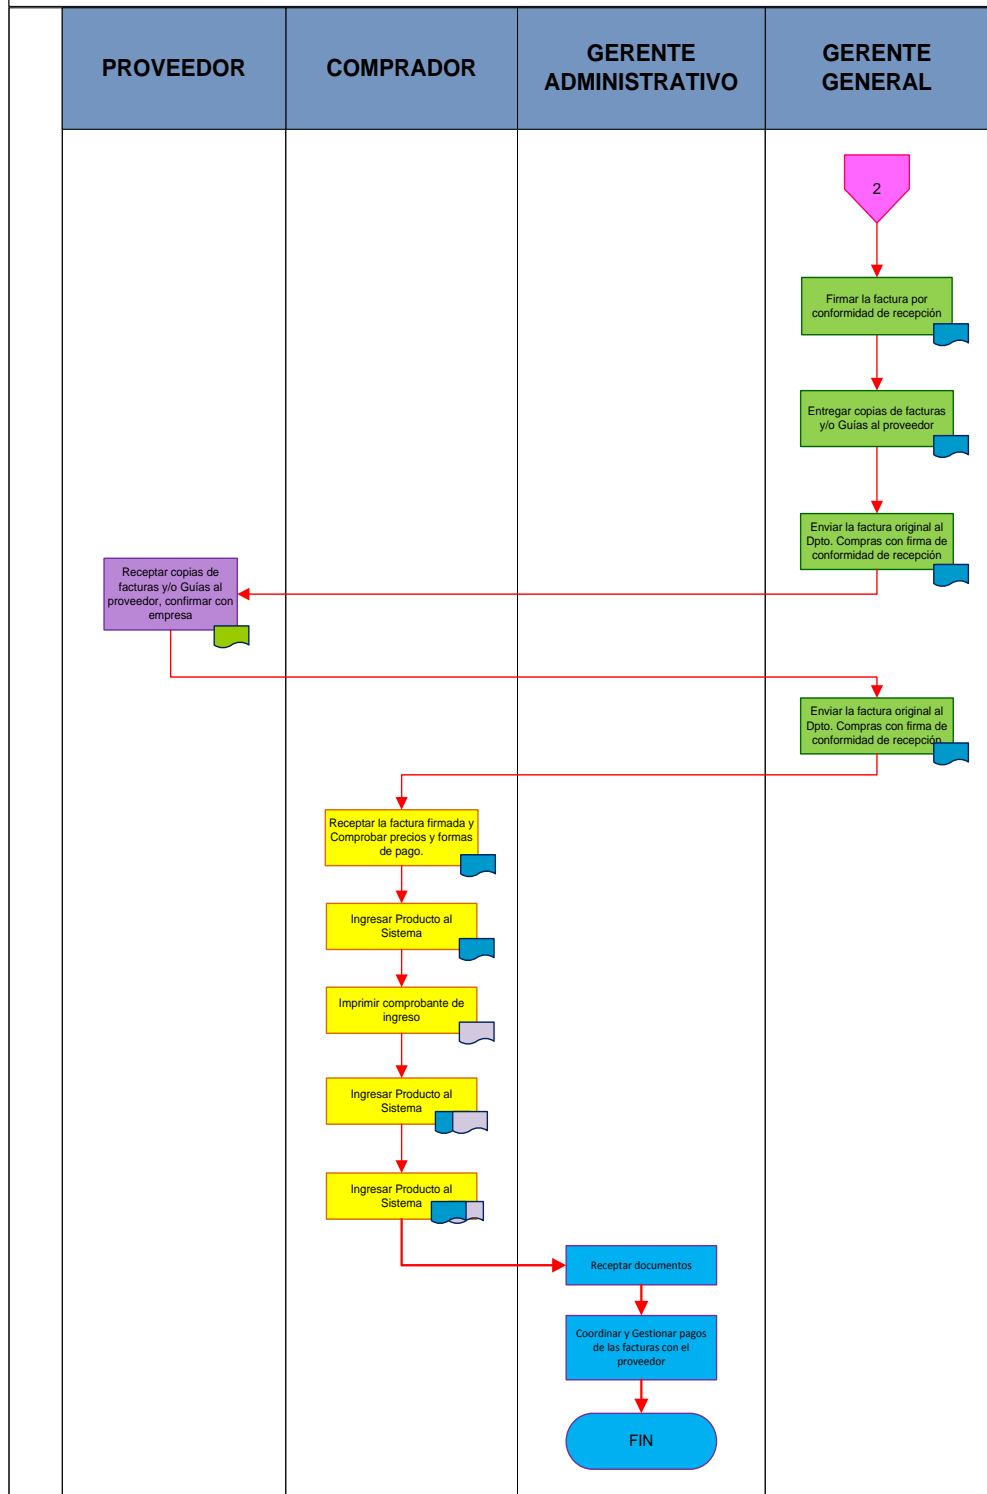 PROVEEDOR
COMPRADOR
GERENTE
ADMINISTRATIVO
GERENTE
GENERAL
2
Firmar la factura por
conformidad de recepción
Entregar copias de facturas
y/o Guías al proveedor
Enviar la factura original al
Dpto. Compras con firma de
conformidad de recepción
Receptar copias de
facturas y/o Guías al
proveedor, confirmar con
empresa
Enviar la factura original al
Dpto. Compras con firma de
conformidad de recepción
Receptar la factura firmada y
Comprobar precios y formas
de pago.
Ingresar Producto al
Sistema
Imprimir comprobante de
ingreso
Ingresar Producto al
Sistema
Ingresar Producto al
Sistema
Receptar documentos
Coordinar y Gestionar pagos
de las facturas con el
proveedor
FIN